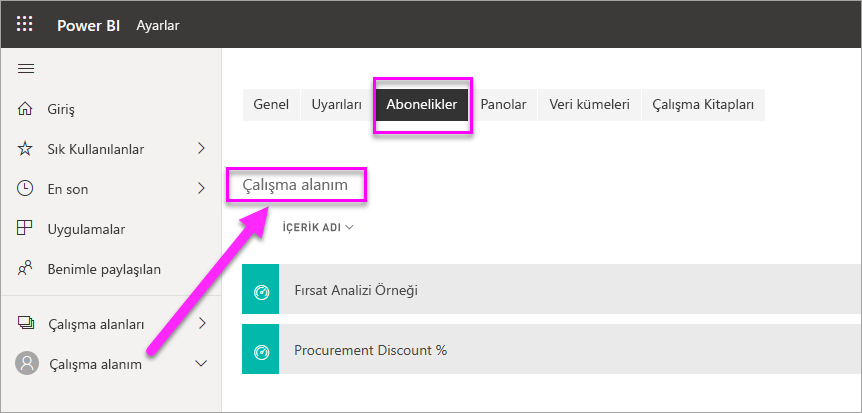 Power BI Ayarlar
Giriş
Sık Kullanılanlar
En son
Uygulamalar
Benimle paylaşılan
Çalışma alanları
Çalışma alanım
Genel Uyarıları Abonelikler Panolar Veri kümeleri Çalışma Kitapları
Çalışma alanım
İÇERİK ADI
Fırsat Analizi Örneği
Procurement Discount %